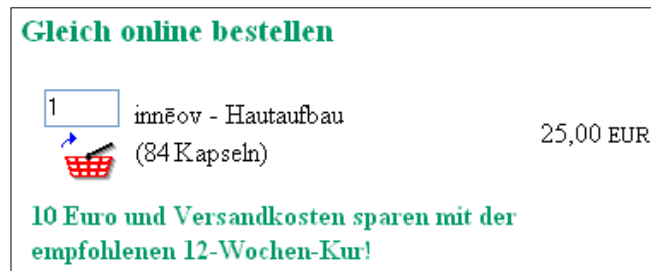 Gleich online bestellen
1
innēov - Hautaufbau
(84 Kapseln)
25,00 EUR
10 Euro und Versandkosten sparen mit der
empfohlenen 12-Wochen-Kur!